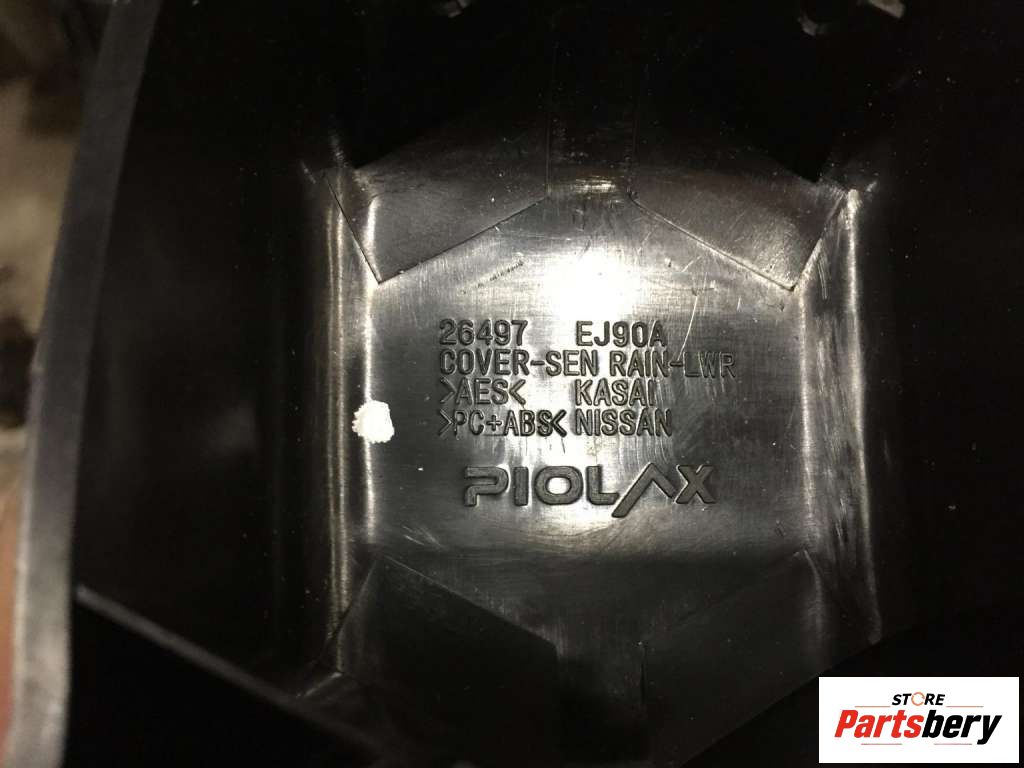 26497 EJ90A
COVER-SEN RAIN-LWR
>AES< KASAI
>PC+ABS< NISSAN
PIOLAX
STORE
Partsbery